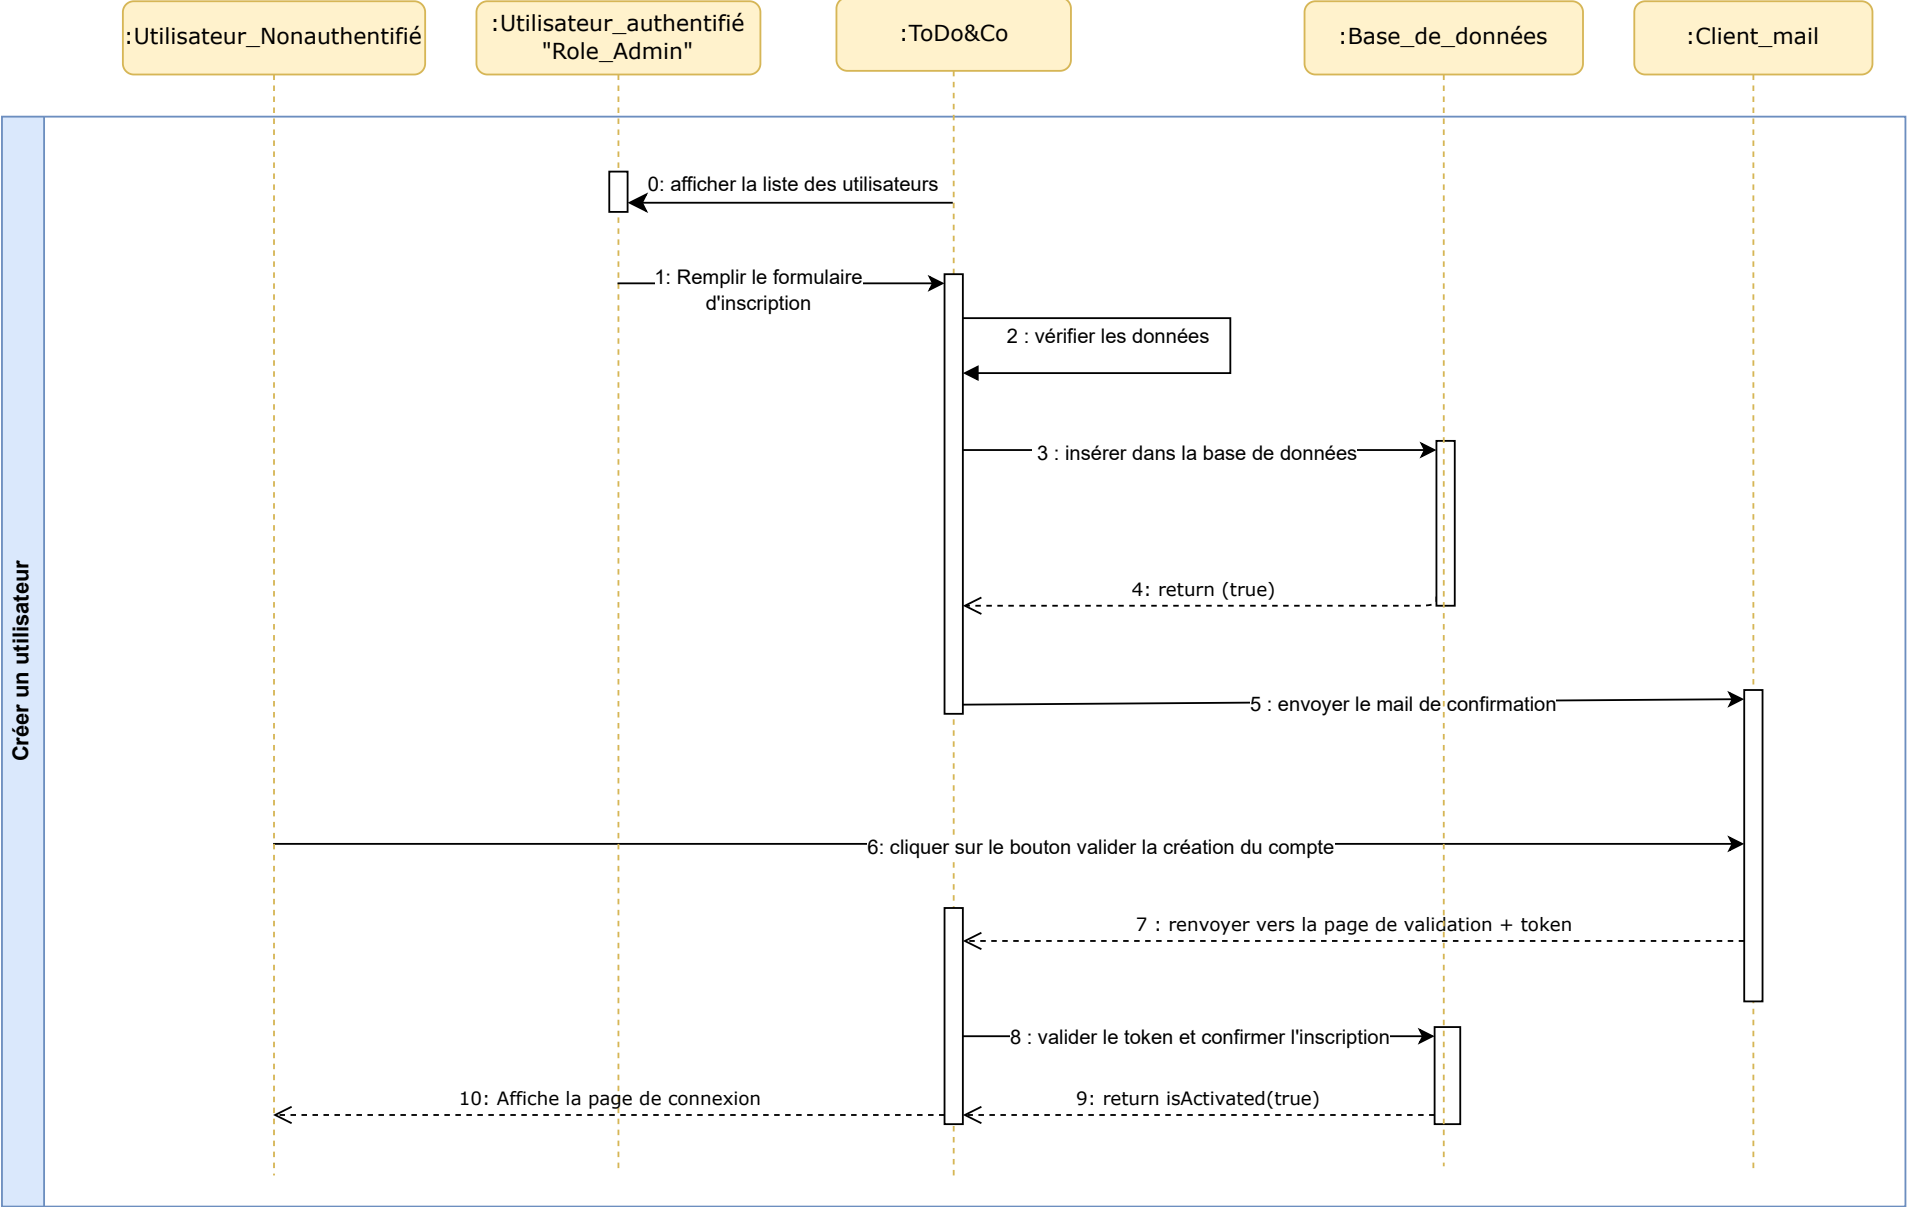 :Utilisateur_Nonauthentifié
:Utilisateur_authentifié
"Role_Admin"
:ToDo&Co
:Base_de_données
:Client_mail
Créer un utilisateur
0: afficher la liste des utilisateurs
1: Remplir le formulaire
d'inscription
2 : vérifier les données
3 : insérer dans la base de données
4: return (true)
5 : envoyer le mail de confirmation
6: cliquer sur le bouton valider la création du compte
7 : renvoyer vers la page de validation + token
8 : valider le token et confirmer l'inscription
10: Affiche la page de connexion
9: return isActivated(true)